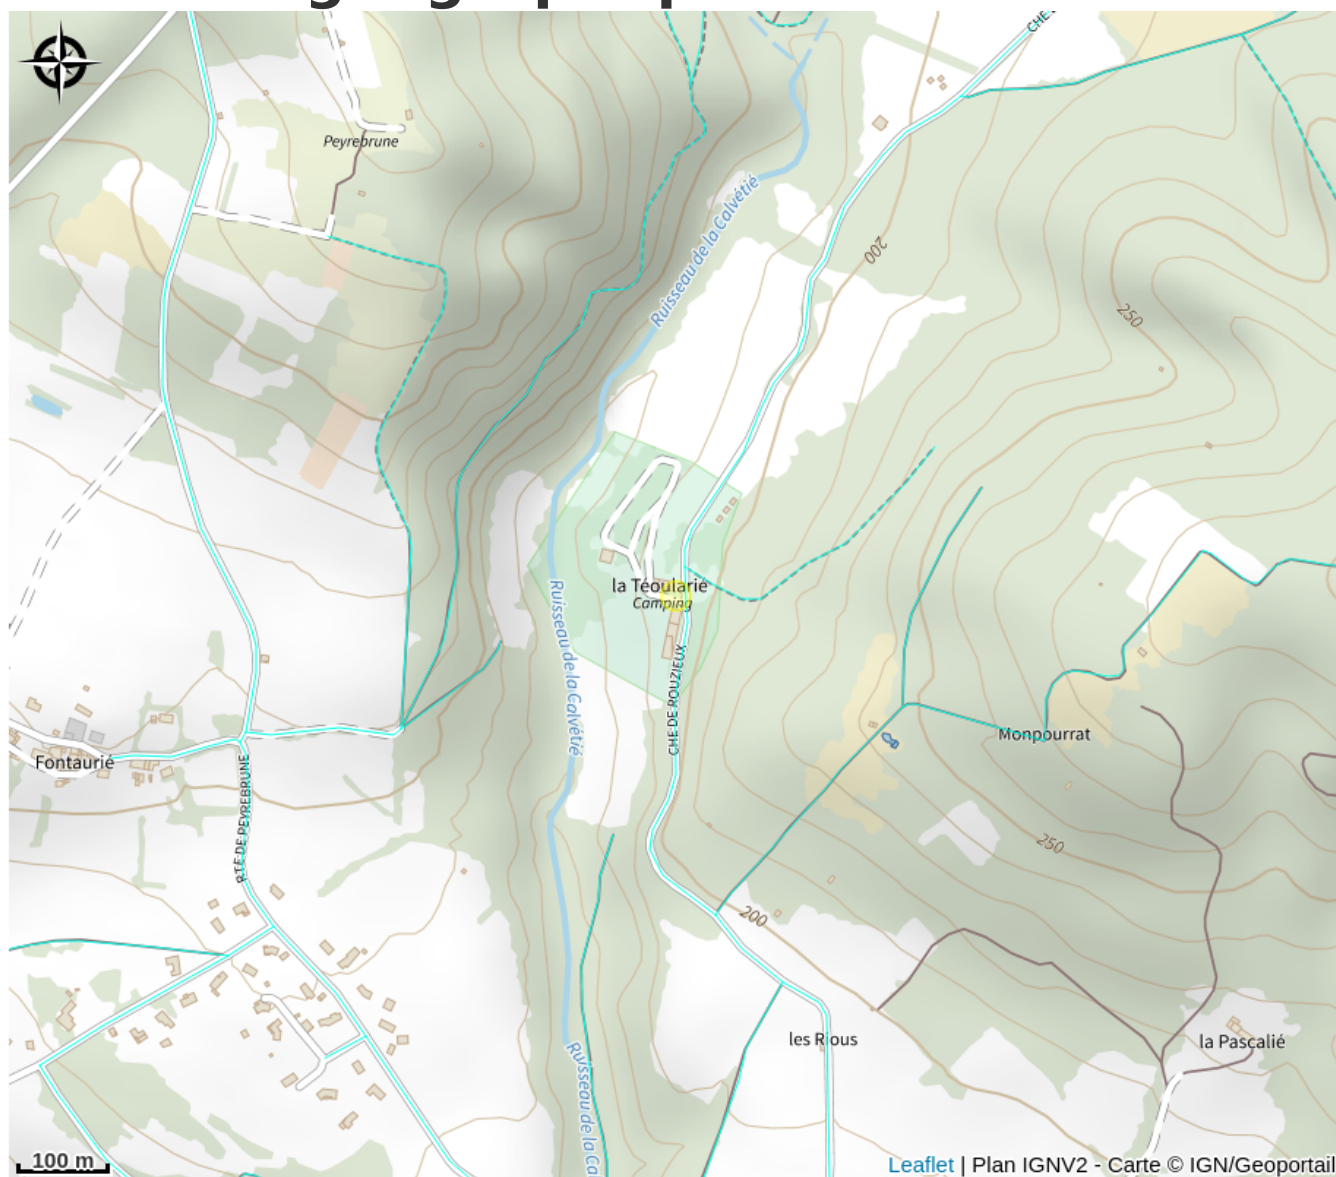 CHE
Peyrebrune
Ruisseau de la Calvétié
200
250
la Téoularié
Camping
Ruisseau de la Calvétié
CHE DE ROUZIEUX
Monpourrat
Fontaurié
RTE DE PEYREBRUNE
250
200
les Rious
la Pascalié
Ruisseau de la Ca
100 m
Leaflet | Plan IGNV2 - Carte © IGN/Geoportail